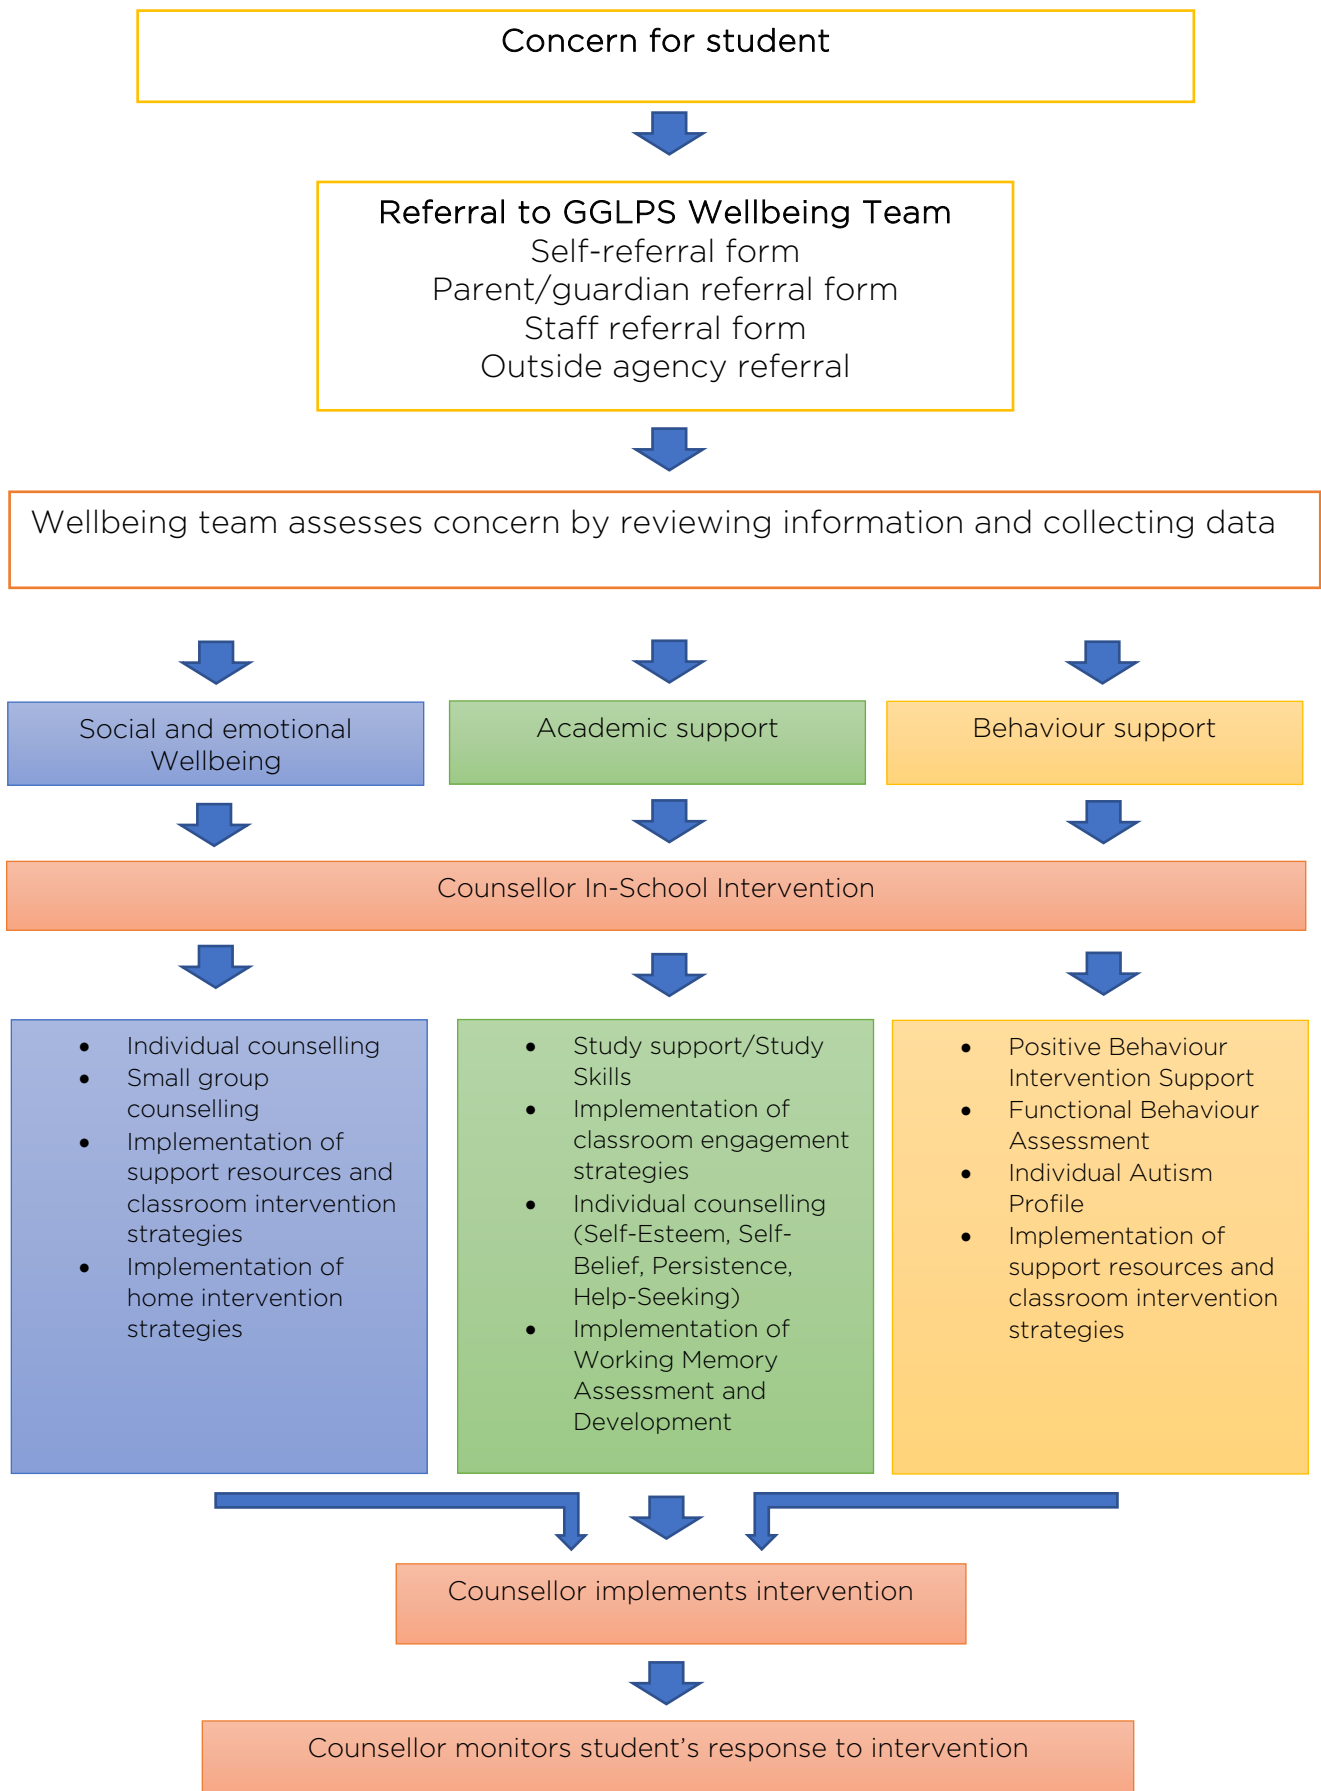 Concern for student
Referral to GGLPS Wellbeing Team
Self-referral form
Parent/guardian referral form
Staff referral form
Outside agency referral
Wellbeing team assesses concern by reviewing information and collecting data
Social and emotional
Wellbeing
Academic support
Behaviour support
Counsellor In-School Intervention
• Individual counselling
• Small group
counselling
• Implementation of
support resources and
classroom intervention
strategies
• Implementation of
home intervention
strategies
• Study support/Study
Skills
• Implementation of
classroom engagement
strategies
• Individual counselling
(Self-Esteem, Self-
Belief, Persistence,
Help-Seeking)
• Implementation of
Working Memory
Assessment and
Development
• Positive Behaviour
Intervention Support
• Functional Behaviour
Assessment
• Individual Autism
Profile
• Implementation of
support resources and
classroom intervention
strategies
Counsellor implements intervention
Counsellor monitors student’s response to intervention